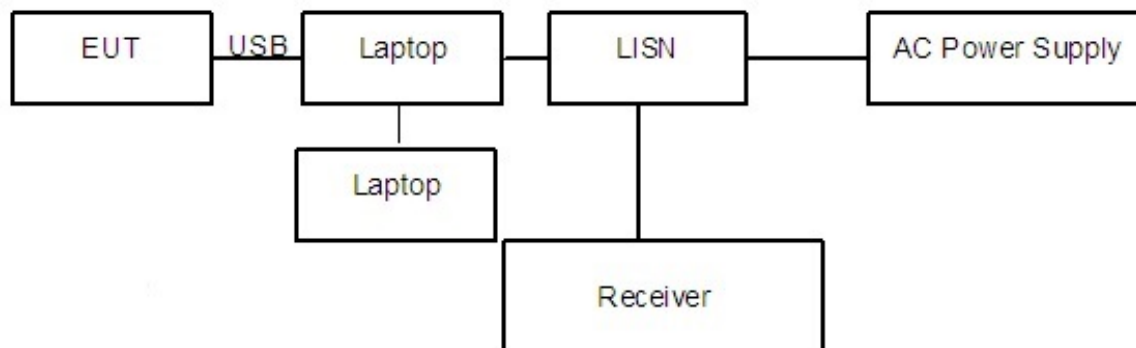 EUT
USB
Laptop
LISN
AC Power Supply
Laptop
Receiver